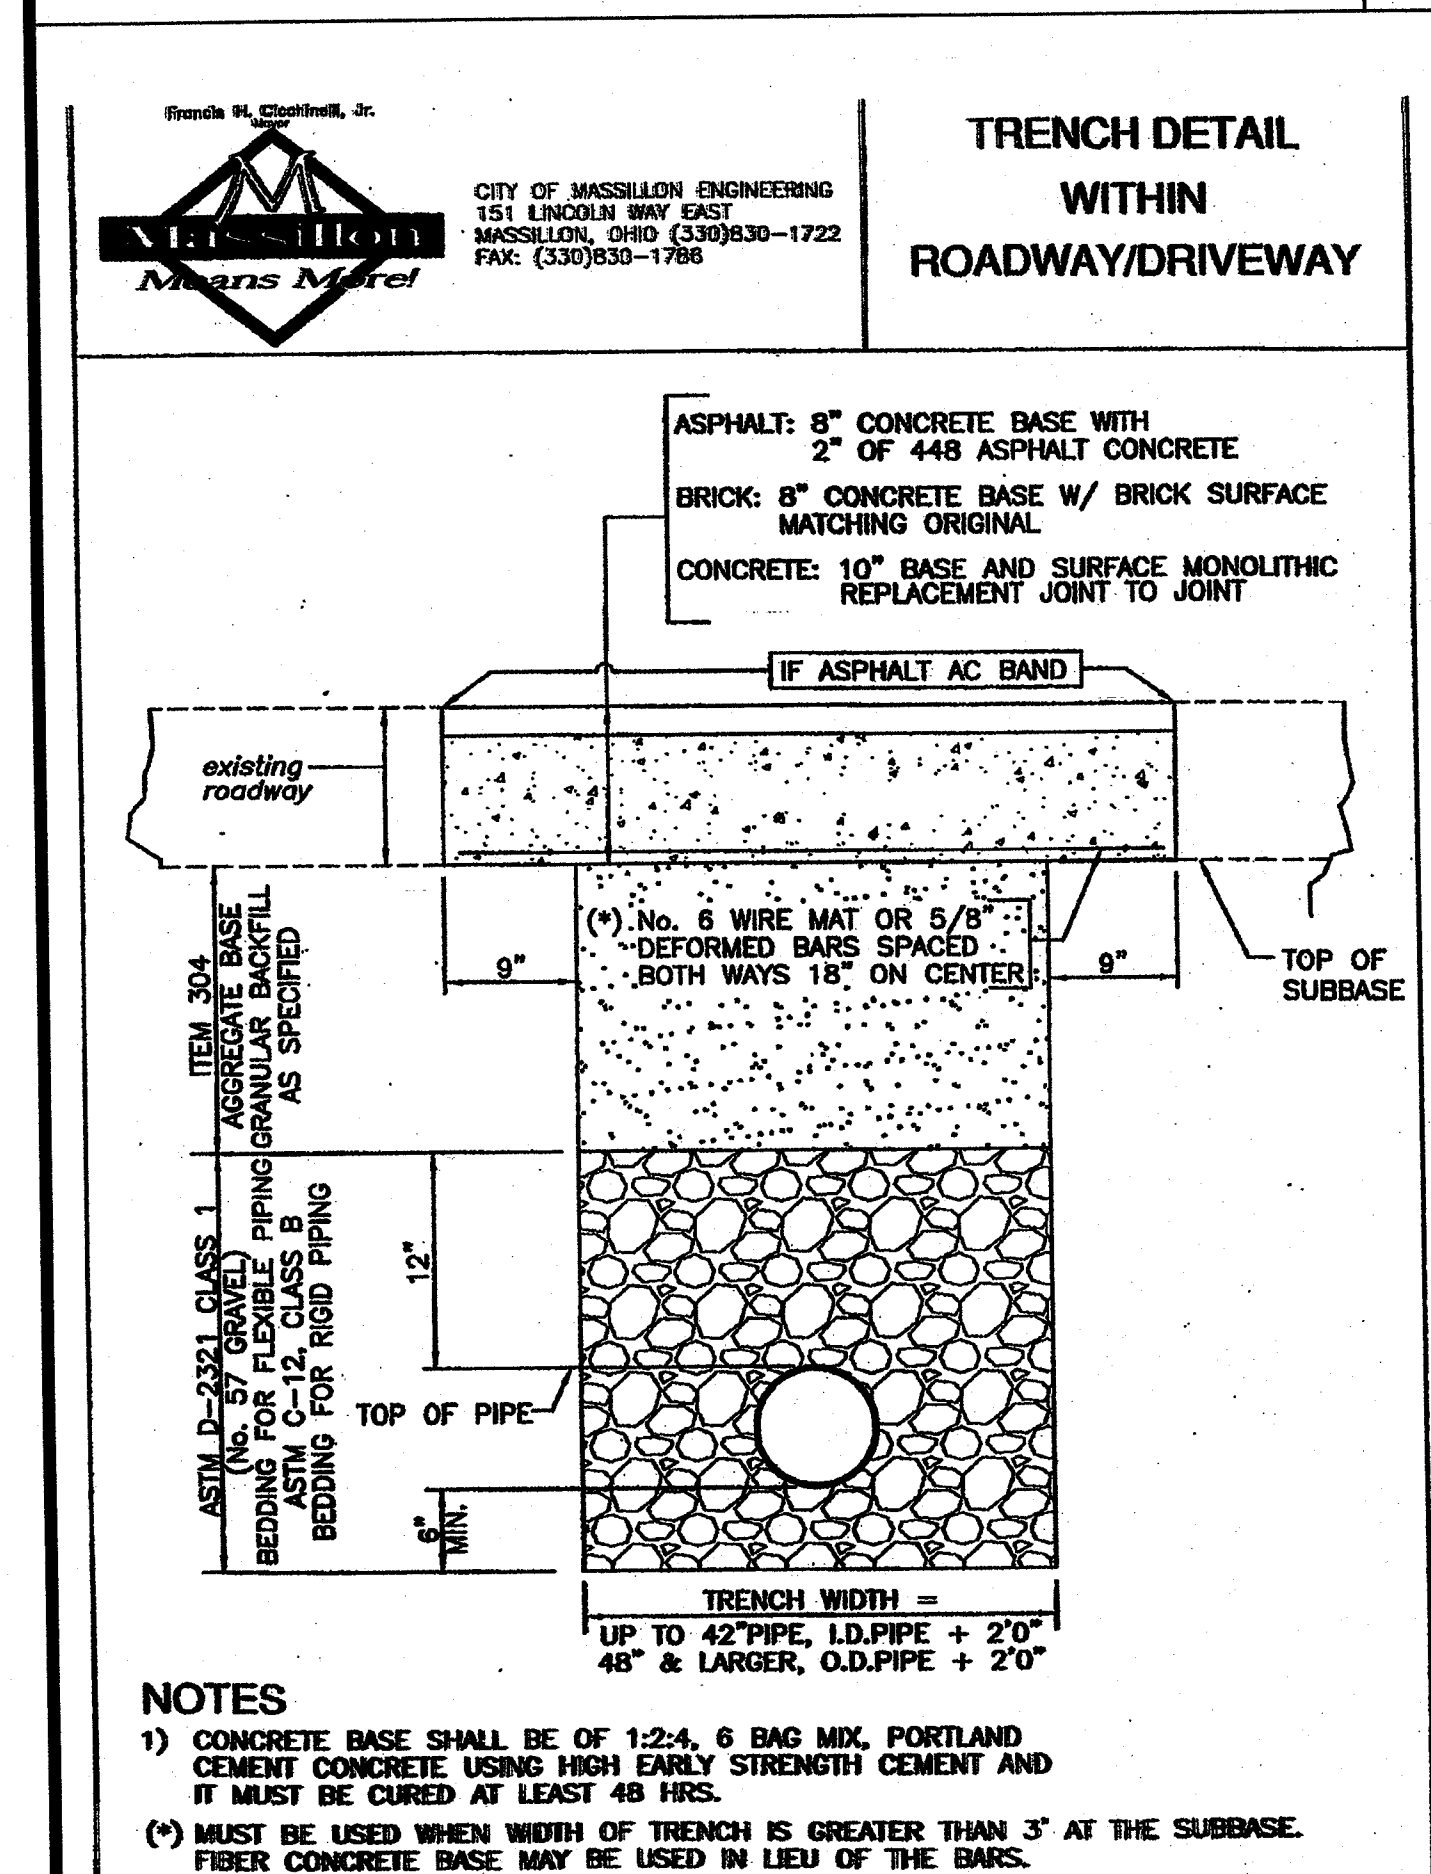 Francis H. Cicchinelli, Jr.
Mayor
Massillon
Means More!
CITY OF MASSILLON ENGINEERING
151 LINCOLN WAY EAST
MASSILLON, OHIO (330)830-1722
FAX: (330)830-1786
TRENCH DETAIL
WITHIN
ROADWAY/DRIVEWAY
ASPHALT: 8" CONCRETE BASE WITH
2" OF 448 ASPHALT CONCRETE
BRICK: 8" CONCRETE BASE W/ BRICK SURFACE
MATCHING ORIGINAL
CONCRETE: 10" BASE AND SURFACE MONOLITHIC
REPLACEMENT JOINT TO JOINT
IF ASPHALT AC BAND
existing
roadway
(*) No. 6 WIRE MAT OR 5/8"
DEFORMED BARS SPACED
BOTH WAYS 18" ON CENTER
9"
9"
TOP OF
SUBBASE
ITEM 304
AGGREGATE BASE
GRANULAR BACKFILL
AS SPECIFIED
ASTM D-2321 CLASS 1
(No. 57 GRAVEL)
BEDDING FOR FLEXIBLE PIPING
ASTM C-12, CLASS B
BEDDING FOR RIGID PIPING
12"
TOP OF PIPE
6"
MIN.
TRENCH WIDTH =
UP TO 42"PIPE, I.D.PIPE + 2'0"
48" & LARGER, O.D.PIPE + 2'0"
NOTES
1) CONCRETE BASE SHALL BE OF 1:2:4, 6 BAG MIX, PORTLAND
CEMENT CONCRETE USING HIGH EARLY STRENGTH CEMENT AND
IT MUST BE CURED AT LEAST 48 HRS.
(*) MUST BE USED WHEN WIDTH OF TRENCH IS GREATER THAN 3' AT THE SUBBASE.
FIBER CONCRETE BASE MAY BE USED IN LIEU OF THE BARS.